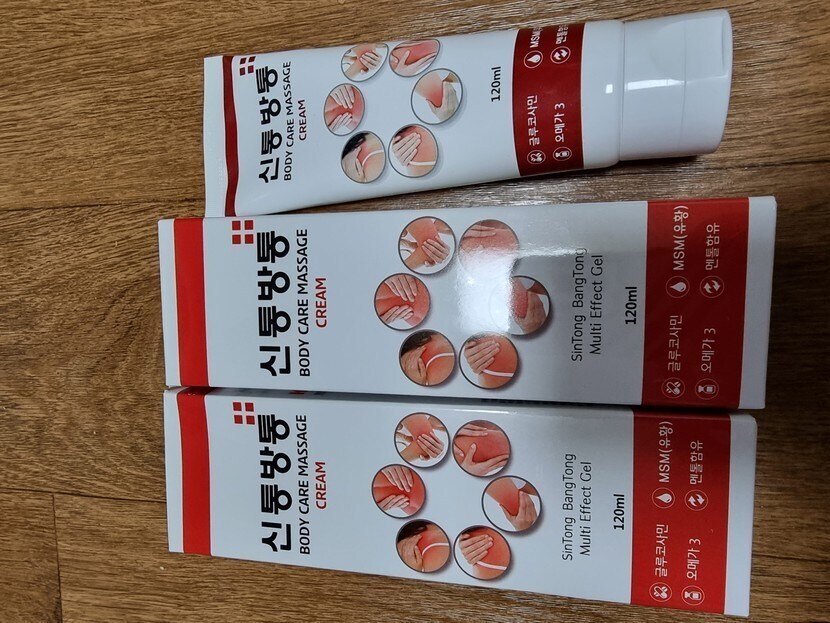 신통방통
BODY CARE MASSAGE
CREAM
120ml
글루코사민
MSM
오메가 3
멘톨함유
신통방통
BODY CARE MASSAGE
CREAM
SinTong BangTong
Multi Effect Gel
120ml
글루코사민
MSM(유황)
오메가 3
멘톨함유
신통방통
BODY CARE MASSAGE
CREAM
SinTong BangTong
Multi Effect Gel
120ml
글루코사민
MSM(유황)
오메가 3
멘톨함유